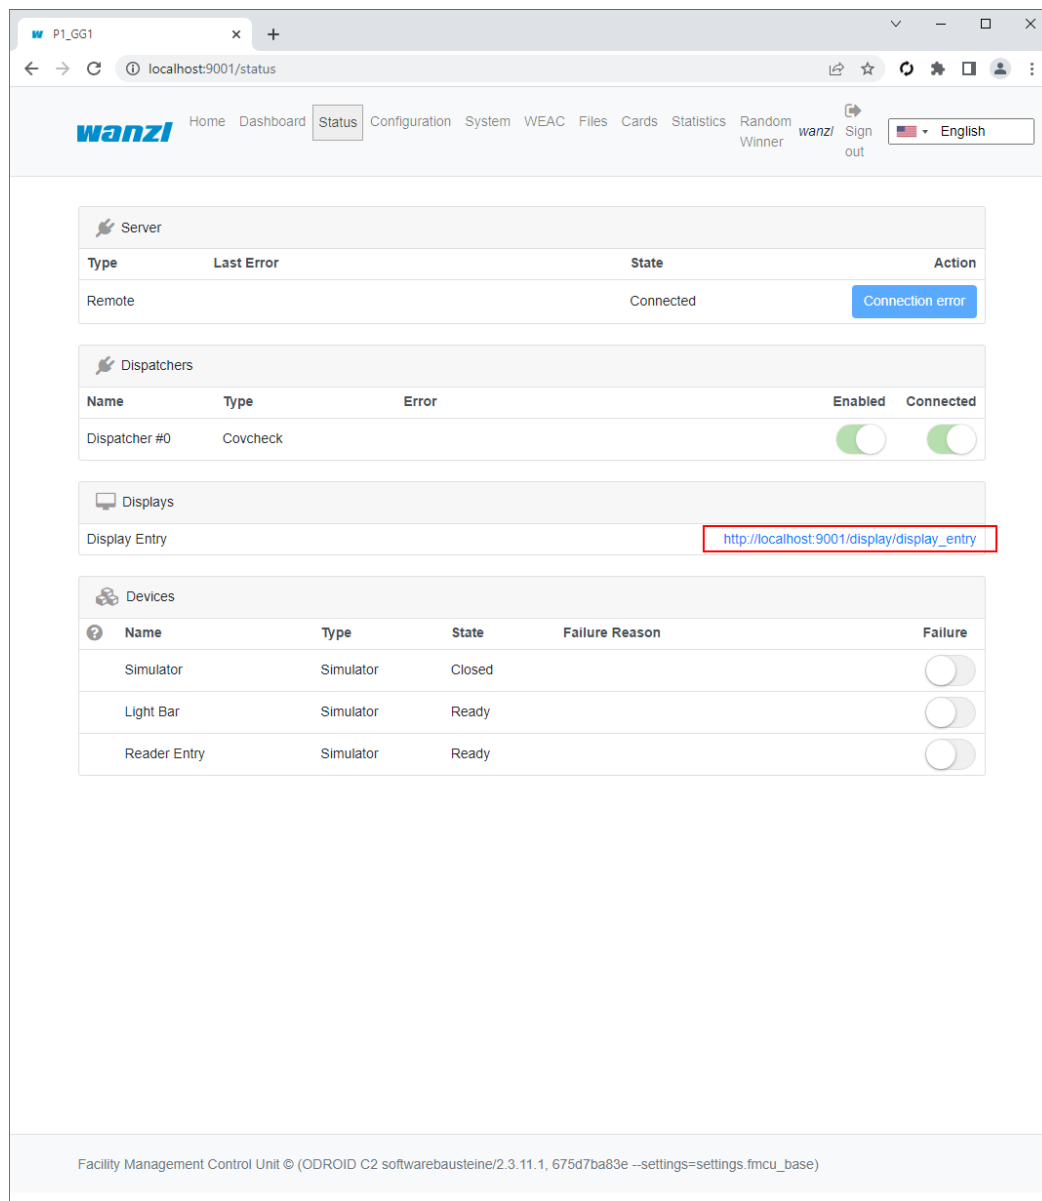 w P1_GG1
localhost:9001/status
wanzl Home Dashboard Status Configuration System WEAC Files Cards Statistics Random Winner wanzl Sign out English
Server
Type Last Error State Action
Remote Connected Connection error
Dispatchers
Name Type Error Enabled Connected
Dispatcher #0 Covcheck
Displays
Display Entry http://localhost:9001/display/display_entry
Devices
? Name Type State Failure Reason Failure
Simulator Simulator Closed
Light Bar Simulator Ready
Reader Entry Simulator Ready
Facility Management Control Unit © (ODROID C2 softwarebausteine/2.3.11.1, 675d7ba83e --settings=settings.fmcu_base)